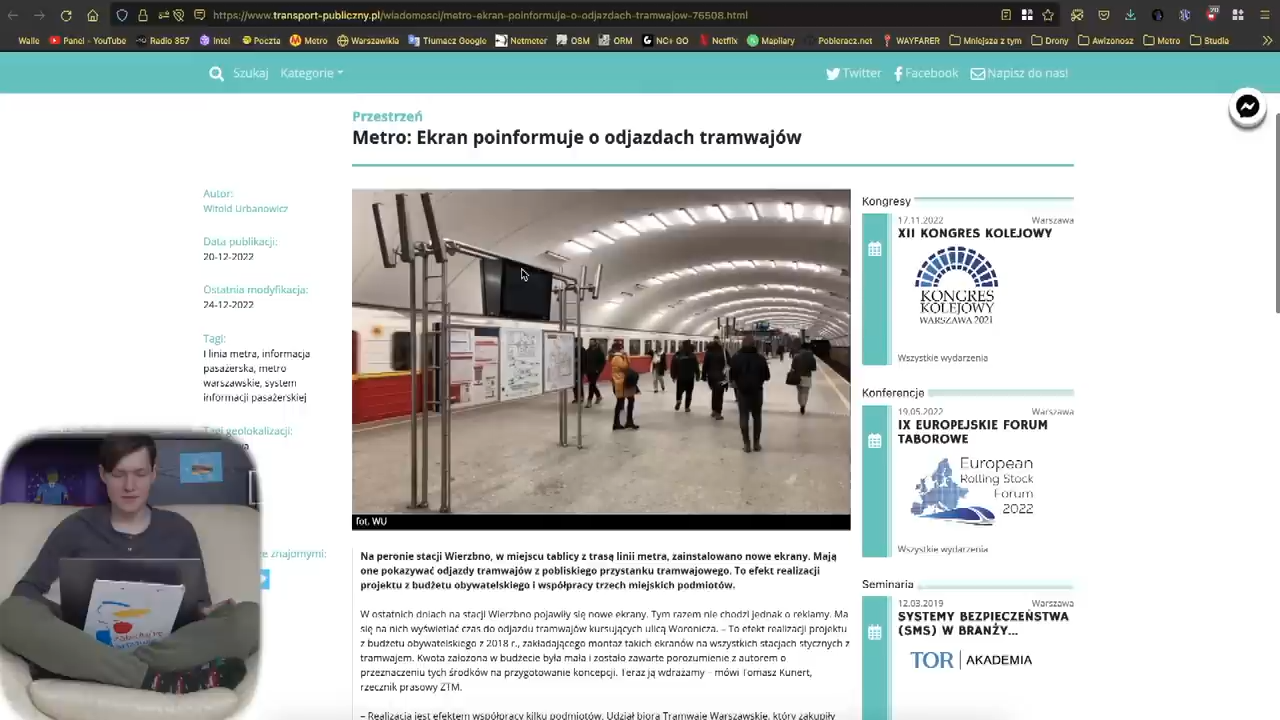 https://www.transport-publiczny.pl/wiadomosci/metro-ekran-poinformuje-o-odjazdach-tramwajow-76508.html
Walle Panel - YouTube Radio 357 Intel Poczta Metro Warszawikia Tłumacz Google Netmeter OSM ORM NC+ GO Netflix Mapilary Pobleracz.net WAYFARER Mniejsza z tym Drony Awizonosz Metro Studia
Szukaj Kategorie Twitter Facebook Napisz do nas!
Przestrzeń
Metro: Ekran poinformuje o odjazdach tramwajów
Autor:
Witold Urbanowicz
Data publikacji:
20-12-2022
Ostatnia modyfikacja:
24-12-2022
Tagi:
I linia metra, informacja
pasażerska, metro
warszawskie, system
informacji pasażerskiej
Tagi geolokalizacji:
ze znajomymi:
fot. WU
Na peronie stacji Wierzbno, w miejscu tablicy z trasą linii metra, zainstalowano nowe ekrany. Mają
one pokazywać odjazdy tramwajów z pobliskiego przystanku tramwajowego. To efekt realizacji
projektu z budżetu obywatelskiego i współpracy trzech miejskich podmiotów.
W ostatnich dniach na stacji Wierzbno pojawiły się nowe ekrany. Tym razem nie chodzi jednak o reklamy. Ma
się na nich wyświetlać czas do odjazdu tramwajów kursujących ulicą Woronicza. – To efekt realizacji projektu
z budżetu obywatelskiego z 2018 r., zakładającego montaż takich ekranów na wszystkich stacjach stycznych z
tramwajem. Kwota założona w budżecie była mała i zostało zawarte porozumienie z autorem o
przeznaczeniu tych środków na przygotowanie koncepcji. Teraz ją wdrażamy – mówi Tomasz Kunert,
rzecznik prasowy ZTM.
– Realizacja jest efektem współpracy kilku podmiotów. Udział biorą Tramwaje Warszawskie, który zakupiły
Kongresy
17.11.2022 Warszawa
XII KONGRES KOLEJOWY
KONGRES
KOLEJOWY
WARSZAWA 2021
Wszystkie wydarzenia
Konferencje
19.05.2022 Warszawa
IX EUROPEJSKIE FORUM
TABOROWE
European
Rolling Stock
Forum
2022
Wszystkie wydarzenia
Seminaria
12.03.2019 Warszawa
SYSTEMY BEZPIECZEŃSTWA
(SMS) W BRANŻY...
TOR AKADEMIA